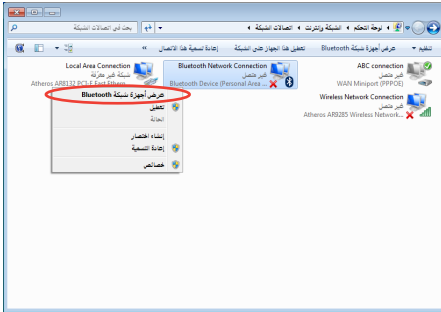 لوحة التحكم ◂ الشبكة وإنترنت ◂ اتصالات الشبكة ◂
بحث في اتصالات الشبكة
تنظيم
عرض أجهزة شبكة Bluetooth
تعطيل هذا الجهاز على الشبكة
إعادة تسمية هذا الاتصال
»
ABC connection
غير متصل
WAN Miniport (PPPOE)
Bluetooth Network Connection
غير متصل
Bluetooth Device (Personal Area ...
Local Area Connection
شبكة غير معرّفة
Atheros AR8132 PCI-E Fast Ethern...
Wireless Network Connection
غير متصل
Atheros AR9285 Wireless Network...
عرض أجهزة شبكة Bluetooth
تعطيل
الحالة
إنشاء اختصار
إعادة التسمية
خصائص